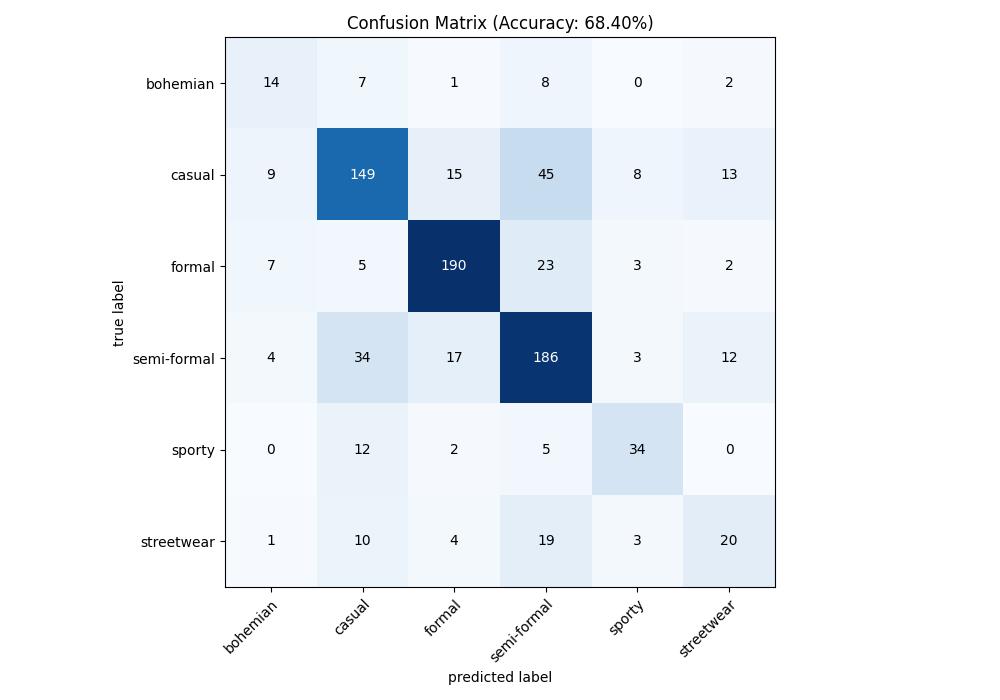 Confusion Matrix (Accuracy: 68.40%)
bohemian 14 7 1 8 0 2
casual 9 149 15 45 8 13
formal 7 5 190 23 3 2
semi-formal 4 34 17 186 3 12
sporty 0 12 2 5 34 0
streetwear 1 10 4 19 3 20
true label
bohemian casual formal semi-formal sporty streetwear
predicted label